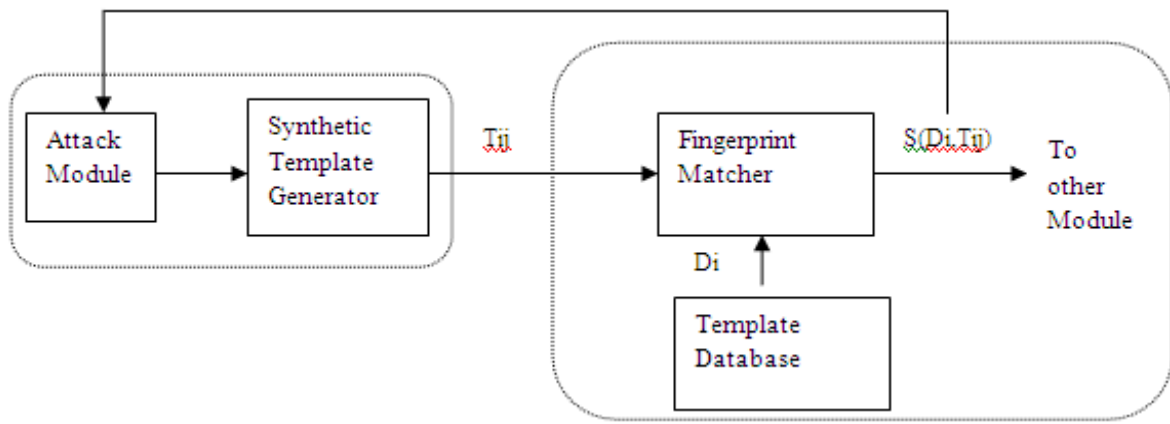 Attack
Module
Synthetic
Template
Generator
Tij
Fingerprint
Matcher
S(Di,Tij)
To
other
Module
Di
Template
Database